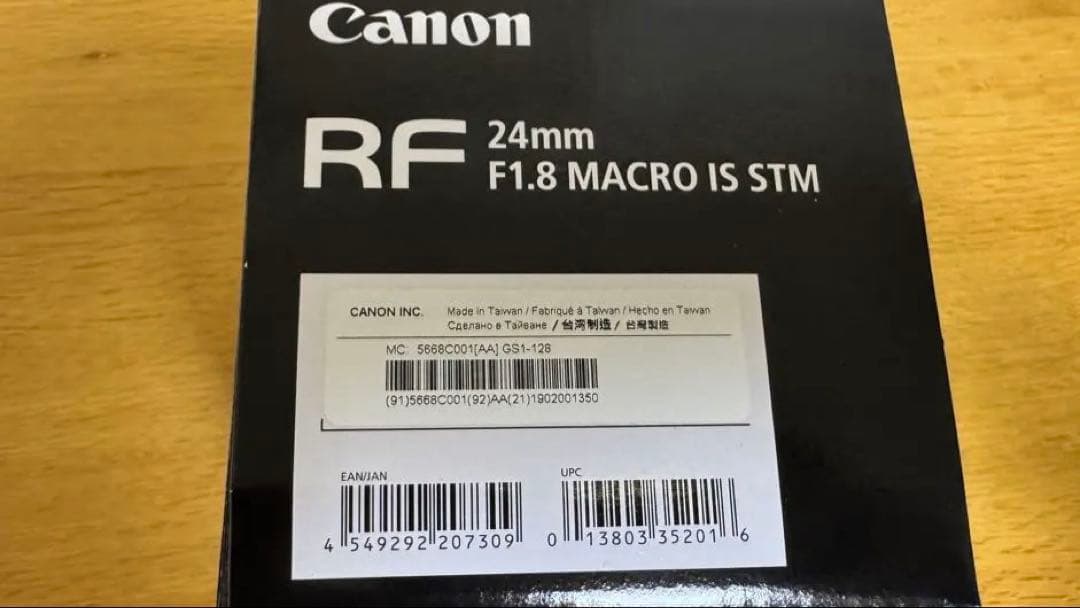 Canon
RF 24mm
F1.8 MACRO IS STM
CANON INC. Made in Taiwan / Fabriqué à Taïwan / Hecho en Taiwan
Сделано в Тайване / 台湾制造 / 台灣製造
MC: 5668C001[AA] GS1-128
(91)5668C001(92)AA(21)1902001350
EAN/JAN
4 549292 207309
UPC
0 13803 35201 6